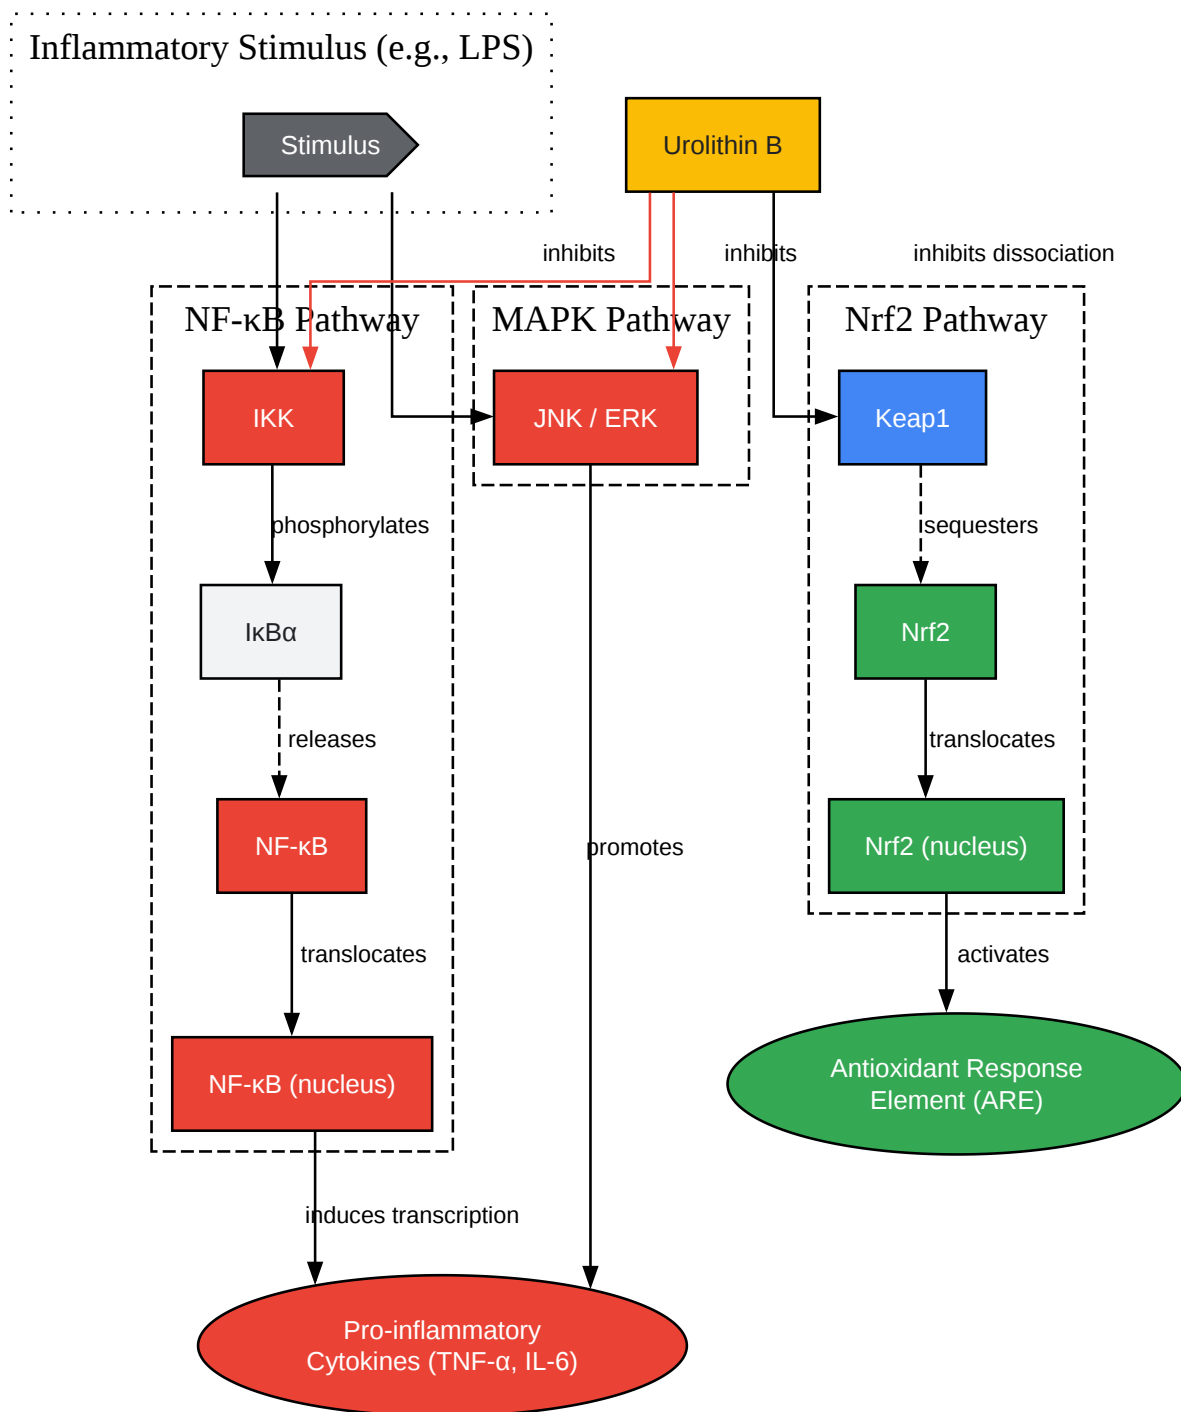 Inflammatory Stimulus (e.g., LPS)
Stimulus
Urolithin B
inhibits
inhibits
inhibits dissociation
NF-κB Pathway
MAPK Pathway
Nrf2 Pathway
IKK
JNK / ERK
Keap1
phosphorylates
sequesters
IκBα
Nrf2
releases
translocates
NF-κB
promotes
Nrf2 (nucleus)
translocates
activates
NF-κB (nucleus)
Antioxidant Response
Element (ARE)
induces transcription
Pro-inflammatory
Cytokines (TNF-α, IL-6)